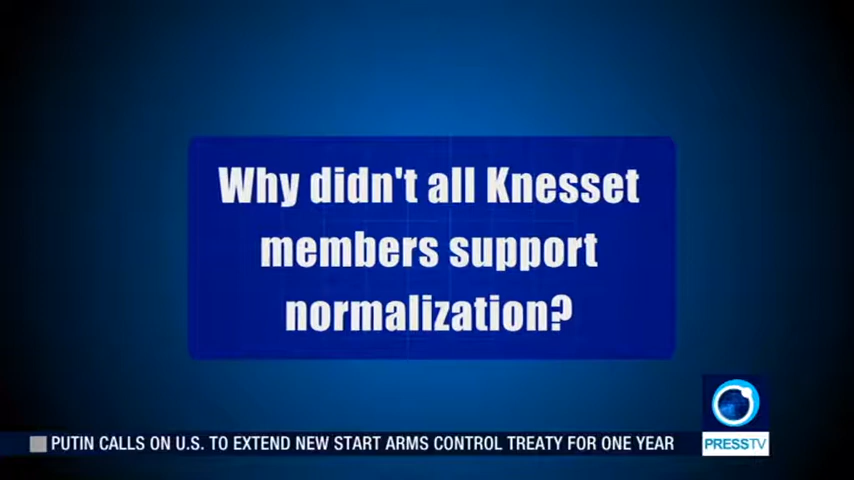 Why didn't all Knesset
members support
normalization?
PRESSTV
PUTIN CALLS ON U.S. TO EXTEND NEW START ARMS CONTROL TREATY FOR ONE YEAR